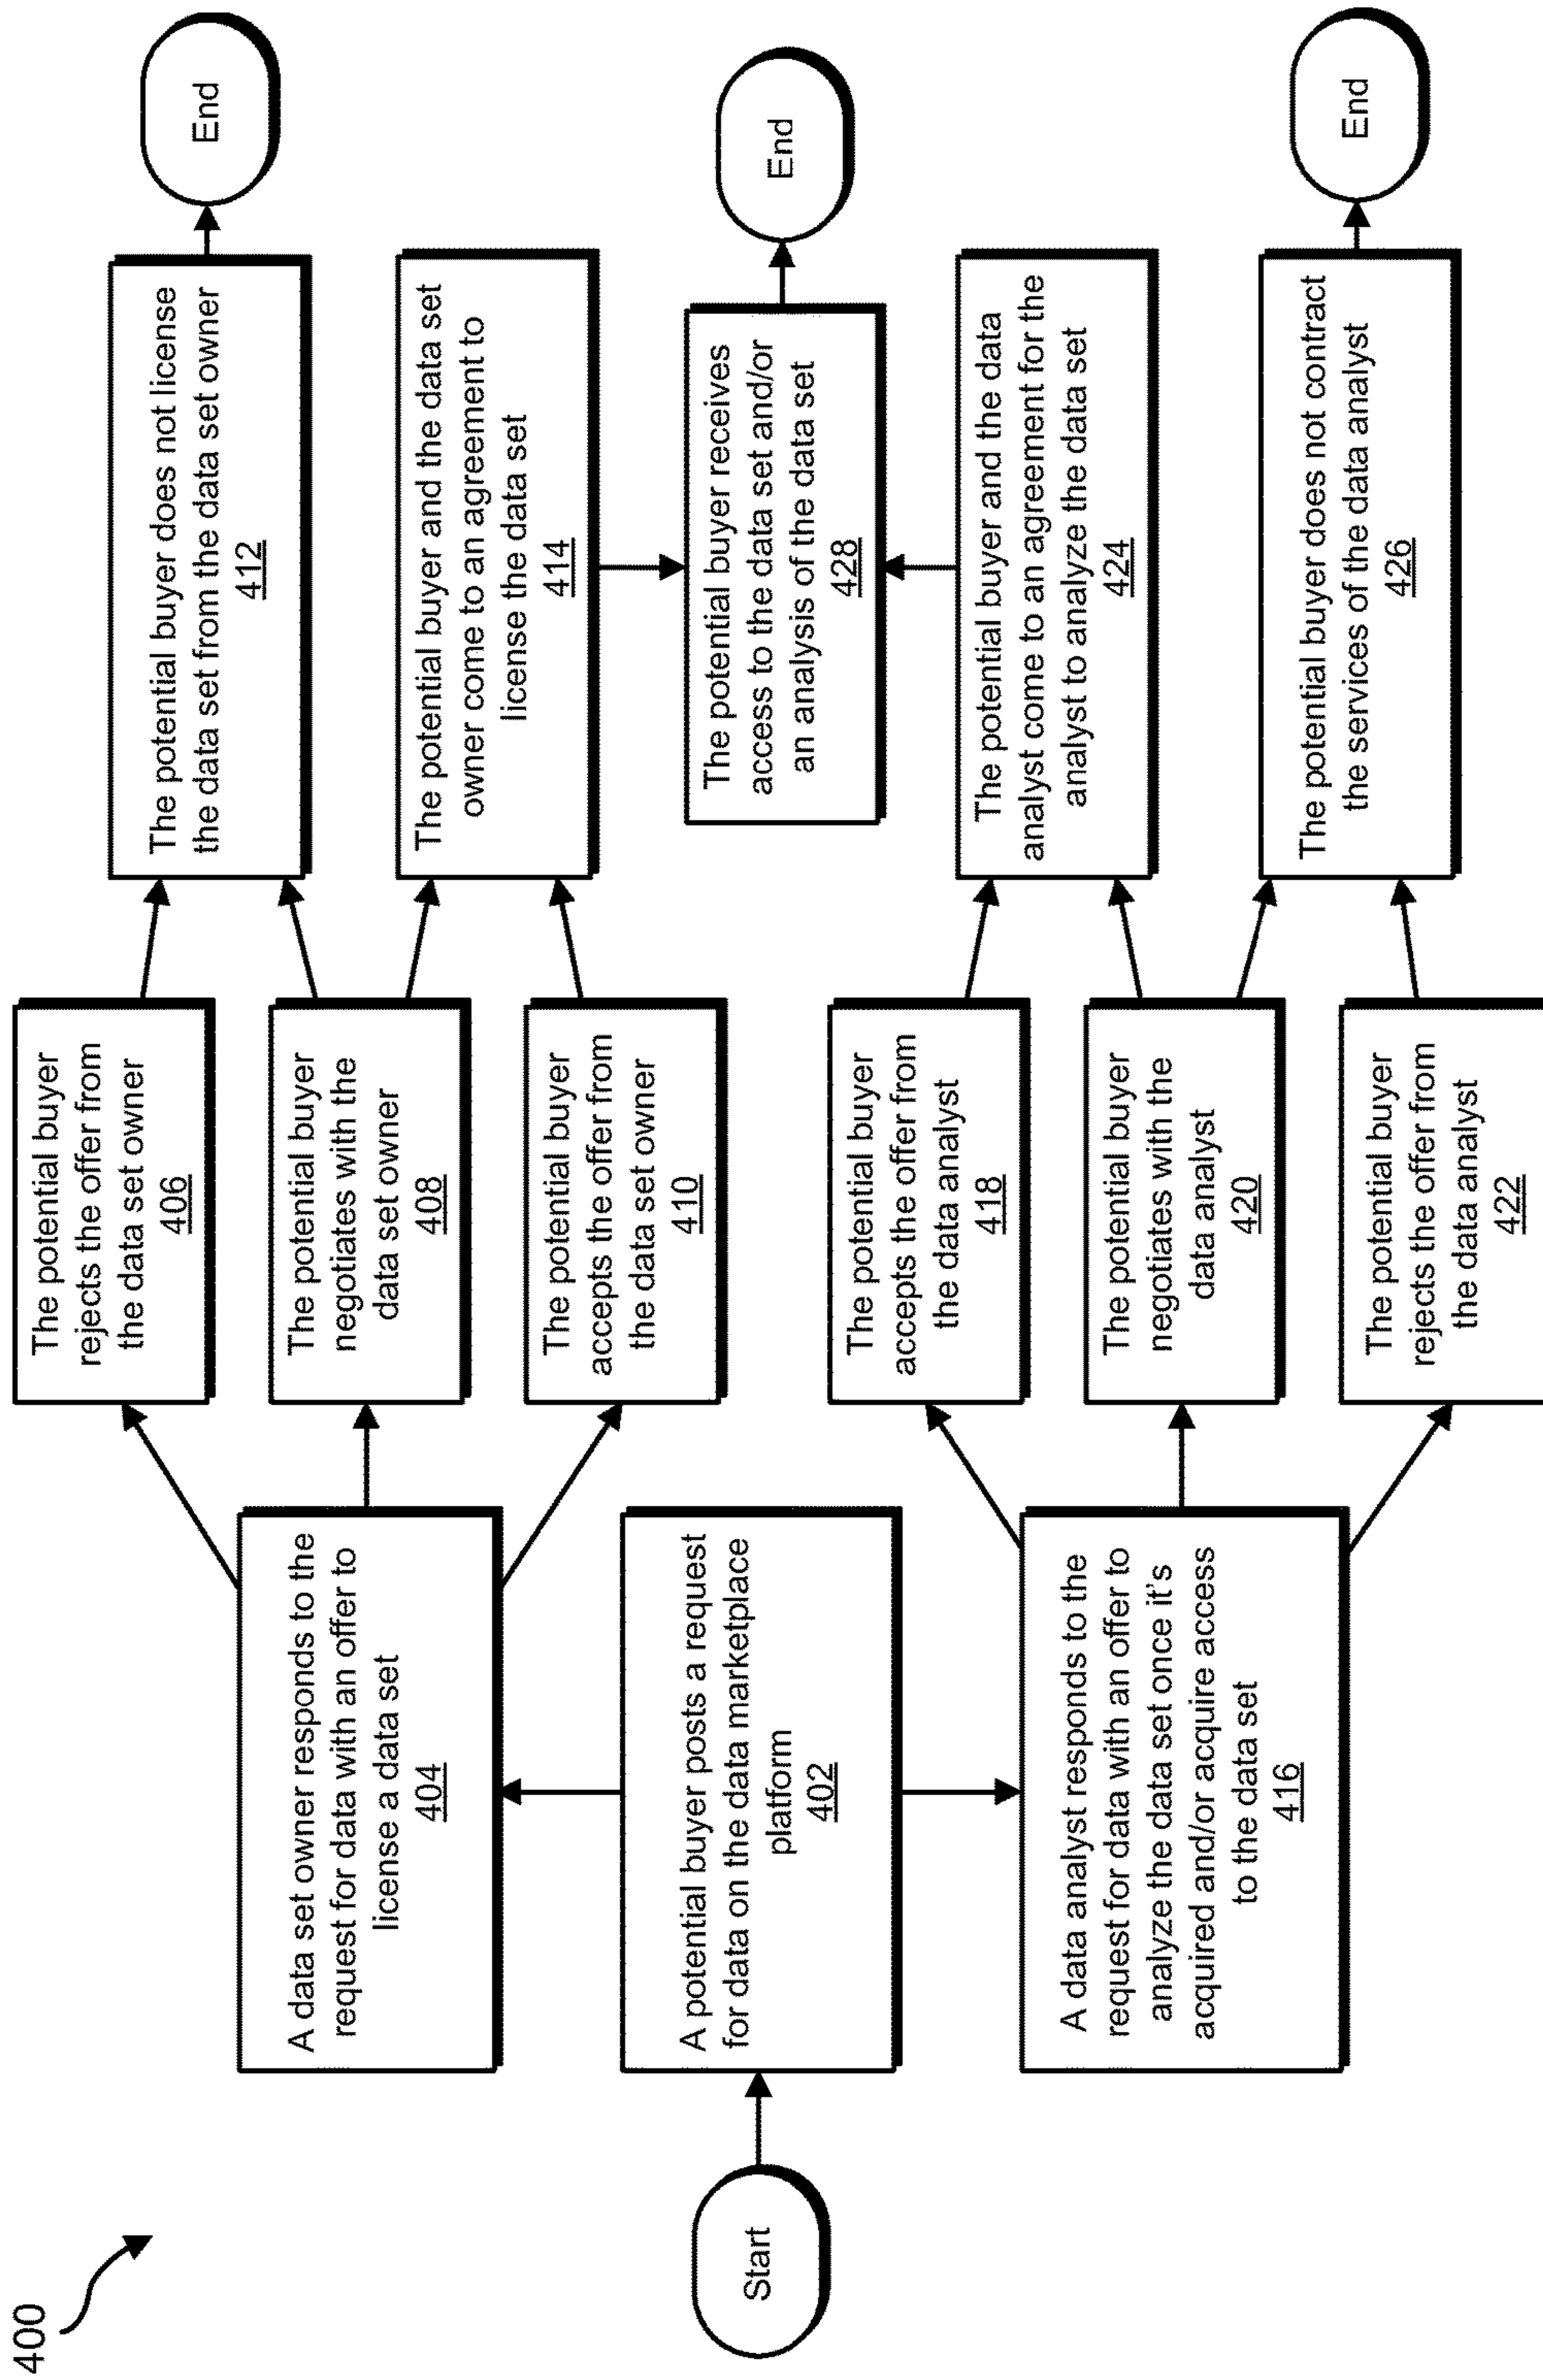 400
Start
A potential buyer posts a request
for data on the data marketplace
platform
402
A data set owner responds to the
request for data with an offer to
license a data set
404
The potential buyer
rejects the offer from
the data set owner
406
The potential buyer
negotiates with the
data set owner
408
The potential buyer
accepts the offer from
the data set owner
410
The potential buyer does not license
the data set from the data set owner
412
End
The potential buyer and the data set
owner come to an agreement to
license the data set
414
A data analyst responds to the
request for data with an offer to
analyze the data set once it's
acquired and/or acquire access
to the data set
416
The potential buyer
accepts the offer from
the data analyst
418
The potential buyer
negotiates with the
data analyst
420
The potential buyer
rejects the offer from
the data analyst
422
The potential buyer and the data
analyst come to an agreement for the
analyst to analyze the data set
424
The potential buyer does not contract
the services of the data analyst
426
End
The potential buyer receives
access to the data set and/or
an analysis of the data set
428
End